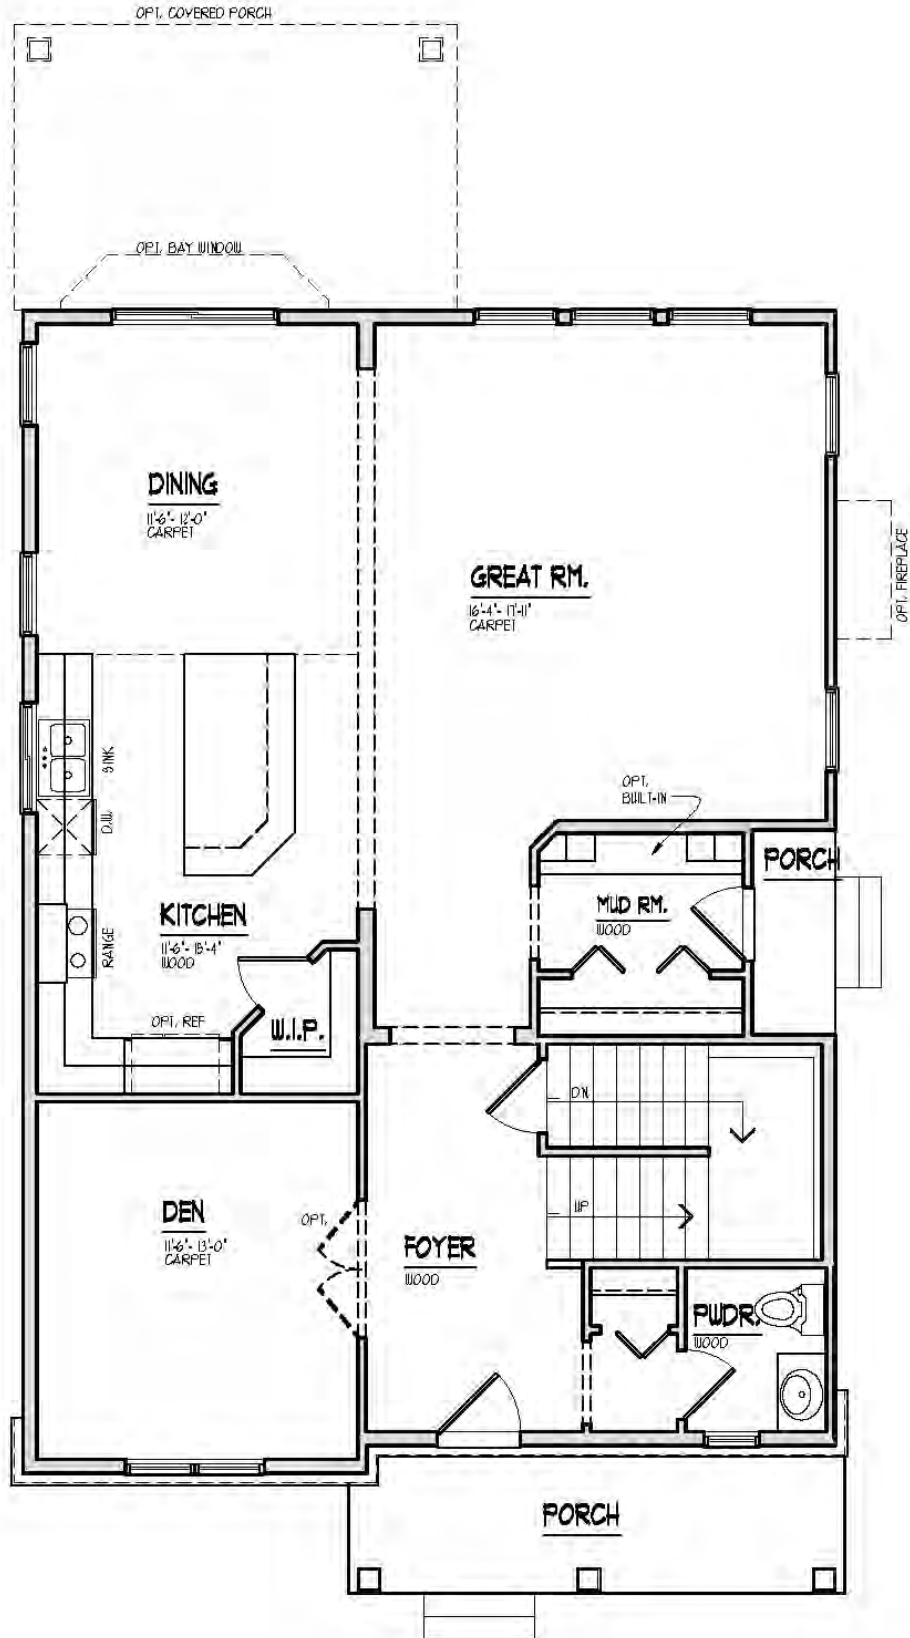 OPT. COVERED PORCH
OPT. BAY WINDOW
DINING
11'-6"- 12'-0"
CARPET
GREAT RM.
16'-4"- 17'-11"
CARPET
OPT. FIREPLACE
SINK
D.W.
RANGE
OPT.
BUILT-IN
PORCH
MUD RM.
WOOD
KITCHEN
11'-6"- 13'-4"
WOOD
OPT. REF
W.I.P.
DN
UP
DEN
11'-6"- 13'-0"
CARPET
OPT.
FOYER
WOOD
PWDR.
WOOD
PORCH